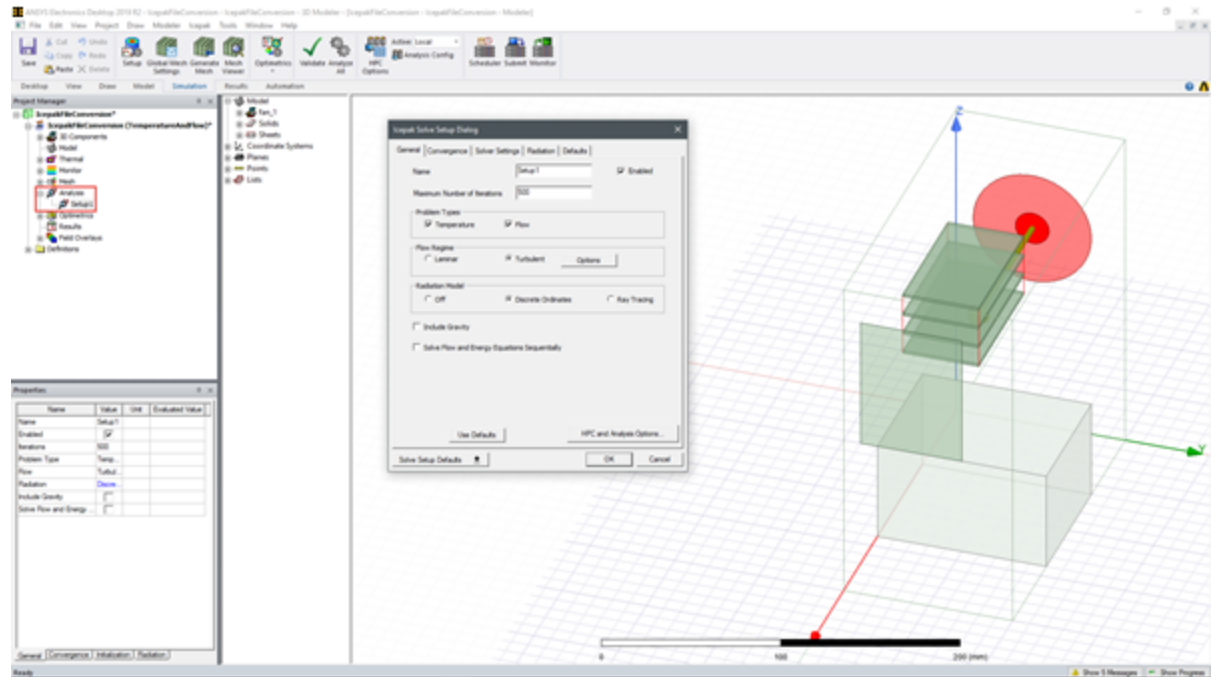 ANSYS Electronics Desktop 2019 R2 - IcepakFileConversion - IcepakFileConversion - 3D Modeler - [IcepakFileConversion - IcepakFileConversion - Modeler]
File Edit View Project Draw Modeler Icepak Tools Window Help
Save
Cut
Undo
Copy
Redo
Paste
Delete
Setup
Global Mesh Settings
Generate Mesh
Mesh Viewer
Optimetrics
Validate
Analyze All
HPC Options
Active: Local
Analysis Config
Scheduler
Submit
Monitor
Desktop View Draw Model Simulation Results Automation
Project Manager
IcepakFileConversion*
IcepakFileConversion (TemperatureAndFlow)*
3D Components
Model
Thermal
Monitor
Mesh
Analysis
Setup1
Optimetrics
Results
Field Overlays
Definitions
Model
fan_1
Solids
Sheets
Coordinate Systems
Planes
Points
Lists
Properties
Name Value Unit Evaluated Value
Name Setup1
Enabled
Iterations 500
Problem Type Temp...
Flow Turbul...
Radiation Discre...
Include Gravity
Solve Flow and Energy ...
General Convergence Initialization Radiation
Ready
Icepak Solve Setup Dialog
General Convergence Solver Settings Radiation Defaults
Name Setup1 Enabled
Maximum Number of Iterations 500
Problem Types
Temperature Flow
Flow Regime
Laminar Turbulent Options
Radiation Model
Off Discrete Ordinates Ray Tracing
Include Gravity
Solve Flow and Energy Equations Sequentially
Use Defaults HPC and Analysis Options...
Solve Setup Defaults OK Cancel
Z
Y
0 100 200 (mm)
Show 5 Messages Show Progress